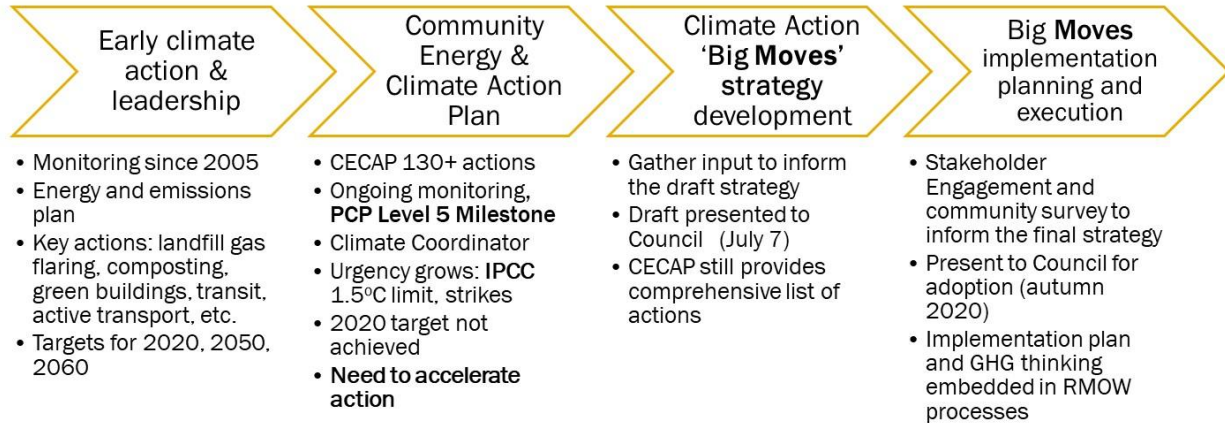 Early climate
action &
leadership
• Monitoring since 2005
• Energy and emissions
plan
• Key actions: landfill gas
flaring, composting,
green buildings, transit,
active transport, etc.
• Targets for 2020, 2050,
2060
Community
Energy &
Climate Action
Plan
• CECAP 130+ actions
• Ongoing monitoring,
PCP Level 5 Milestone
• Climate Coordinator
• Urgency grows: IPCC
1.5ºC limit, strikes
• 2020 target not
achieved
• Need to accelerate
action
Climate Action
‘Big Moves’
strategy
development
• Gather input to inform
the draft strategy
• Draft presented to
Council (July 7)
• CECAP still provides
comprehensive list of
actions
Big Moves
implementation
planning and
execution
• Stakeholder
Engagement and
community survey to
inform the final strategy
• Present to Council for
adoption (autumn
2020)
• Implementation plan
and GHG thinking
embedded in RMOW
processes